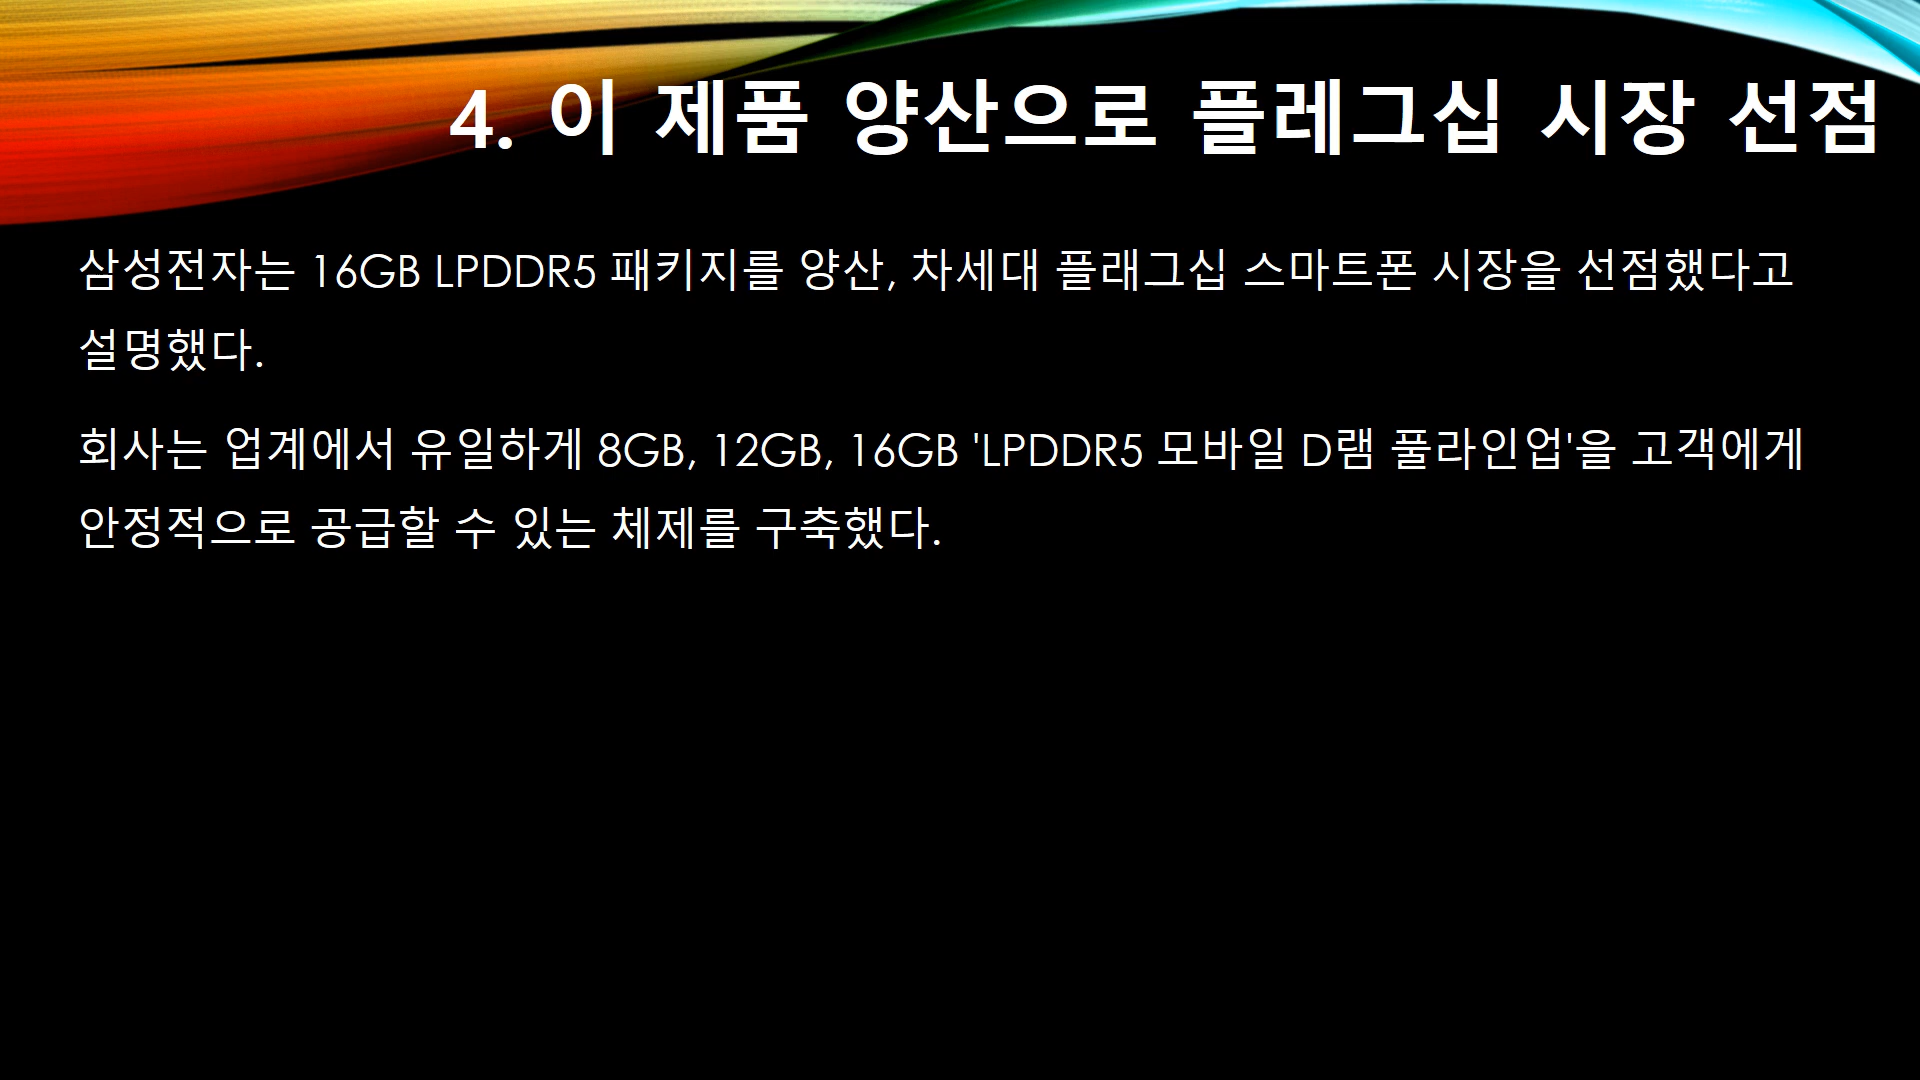 4. 이 제품 양산으로 플레그십 시장 선점
삼성전자는 16GB LPDDR5 패키지를 양산, 차세대 플래그십 스마트폰 시장을 선점했다고
설명했다.
회사는 업계에서 유일하게 8GB, 12GB, 16GB 'LPDDR5 모바일 D램 풀라인업'을 고객에게
안정적으로 공급할 수 있는 체제를 구축했다.